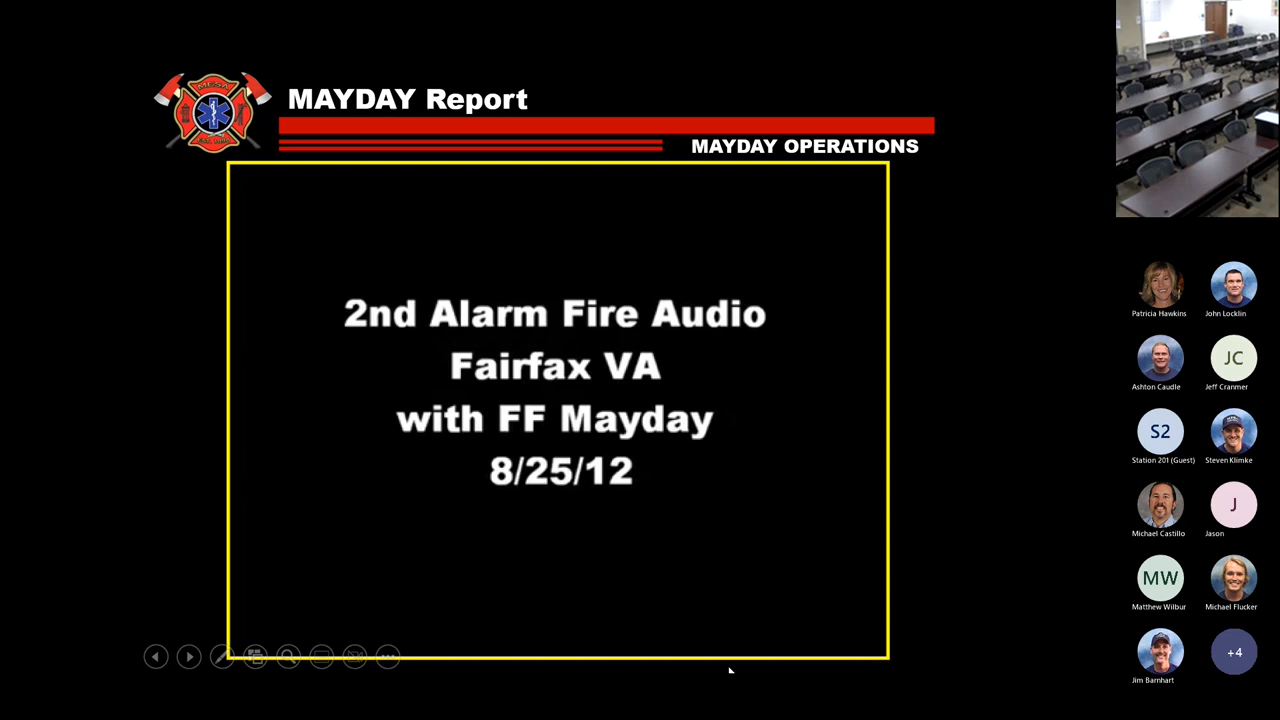 MAYDAY Report
MAYDAY OPERATIONS
MESA
2nd Alarm Fire Audio
Fairfax VA
with FF Mayday
8/25/12
Patricia Hawkins
John Locklin
Ashton Caudle
JC
Jeff Cranmer
S2
Station 201 (Guest)
Steven Klimke
Michael Castillo
J
Jason
MW
Matthew Wilbur
Michael Flucker
Jim Barnhart
+4